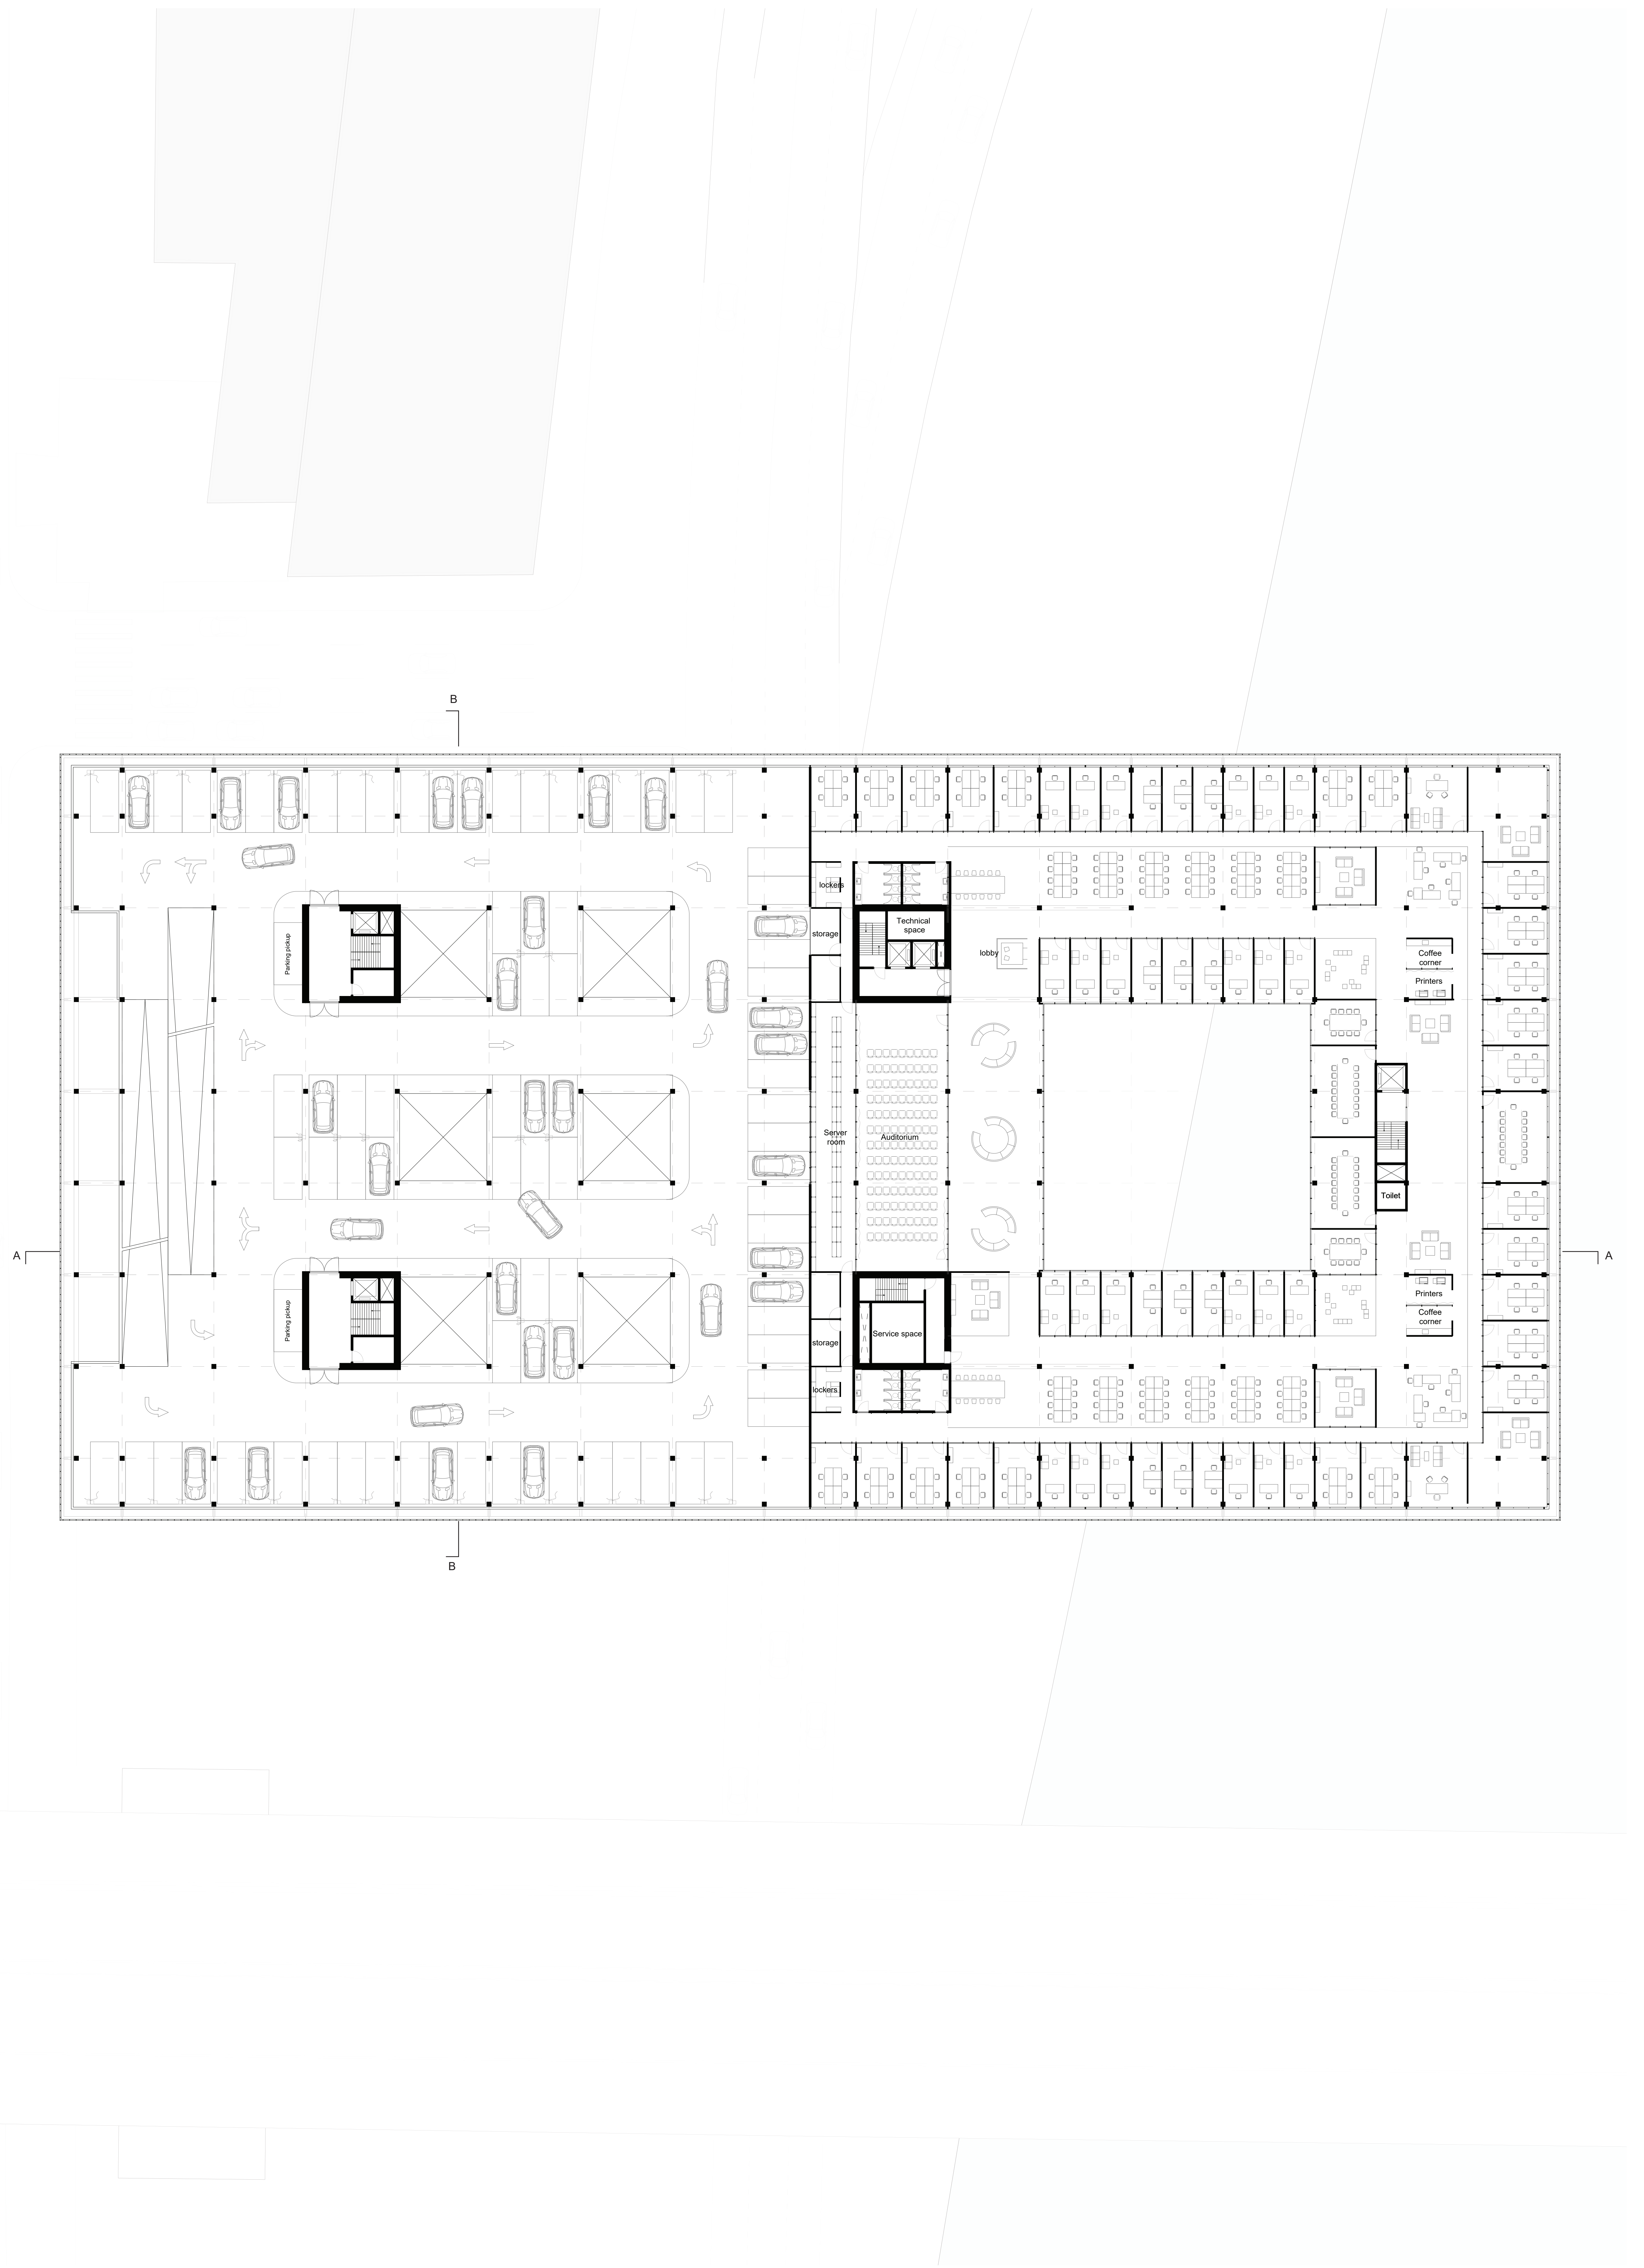 B
lockers
Parking pickup
storage
Technical
space
lobby
Coffee
corner
Printers
Server
room
Auditorium
Toilet
A
A
Parking pickup
Printers
Coffee
corner
storage
Service space
lockers
B